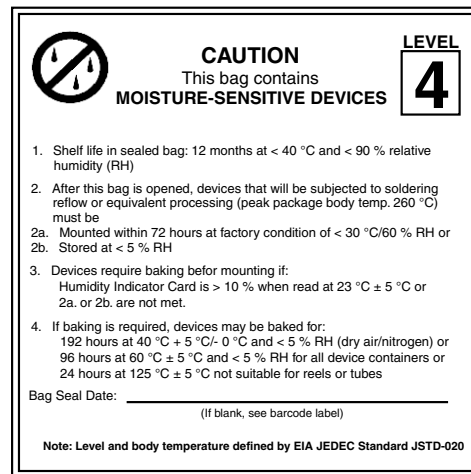 CAUTION
This bag contains
MOISTURE-SENSITIVE DEVICES
LEVEL
4
1. Shelf life in sealed bag: 12 months at < 40 °C and < 90 % relative
humidity (RH)
2. After this bag is opened, devices that will be subjected to soldering
reflow or equivalent processing (peak package body temp. 260 °C)
must be
2a. Mounted within 72 hours at factory condition of < 30 °C/60 % RH or
2b. Stored at < 5 % RH
3. Devices require baking befor mounting if:
Humidity Indicator Card is > 10 % when read at 23 °C ± 5 °C or
2a. or 2b. are not met.
4. If baking is required, devices may be baked for:
192 hours at 40 °C + 5 °C/- 0 °C and < 5 % RH (dry air/nitrogen) or
96 hours at 60 °C ± 5 °C and < 5 % RH for all device containers or
24 hours at 125 °C ± 5 °C not suitable for reels or tubes
Bag Seal Date:
(If blank, see barcode label)
Note: Level and body temperature defined by EIA JEDEC Standard JSTD-020